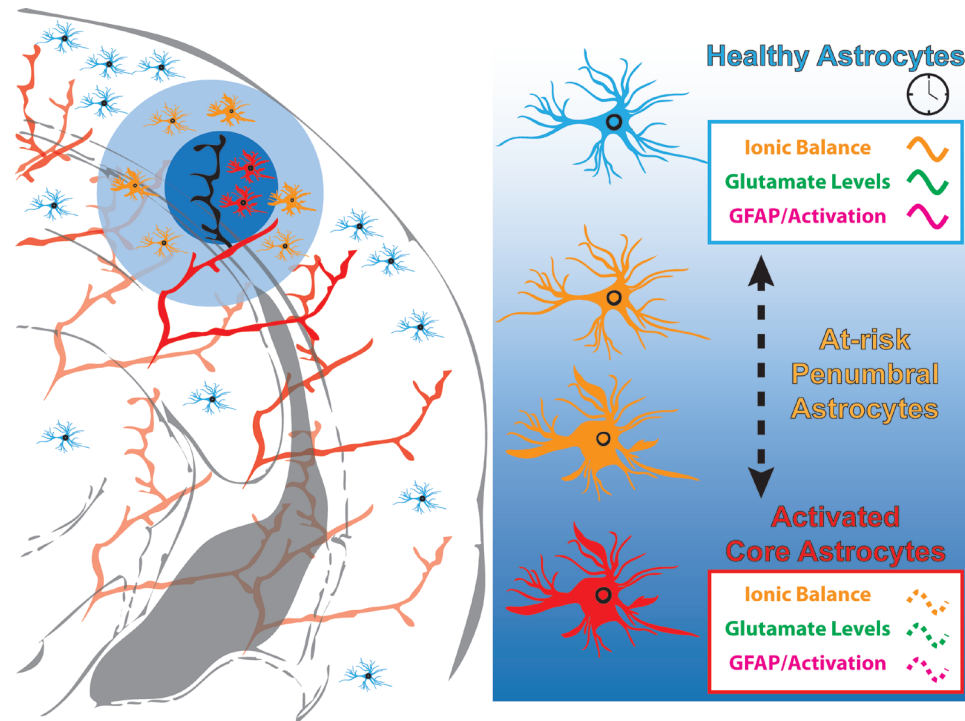 Healthy Astrocytes
Ionic Balance
Glutamate Levels
GFAP/Activation
At-risk
Penumbral
Astrocytes
Activated
Core Astrocytes
Ionic Balance
Glutamate Levels
GFAP/Activation